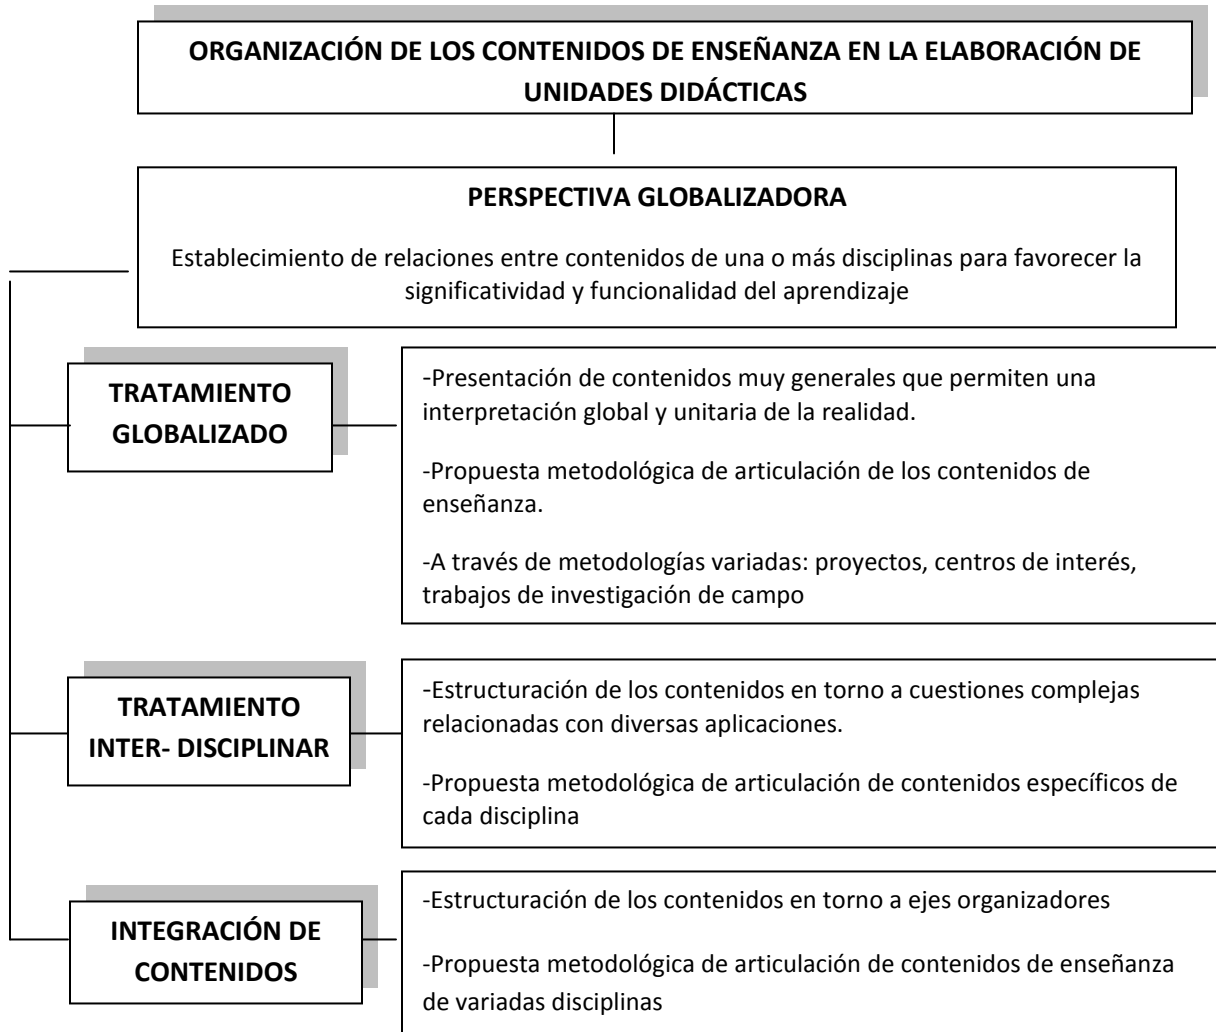 ORGANIZACIÓN DE LOS CONTENIDOS DE ENSEÑANZA EN LA ELABORACIÓN DE
UNIDADES DIDÁCTICAS
PERSPECTIVA GLOBALIZADORA
Establecimiento de relaciones entre contenidos de una o más disciplinas para favorecer la
significatividad y funcionalidad del aprendizaje
TRATAMIENTO
GLOBALIZADO
-Presentación de contenidos muy generales que permiten una
interpretación global y unitaria de la realidad.
-Propuesta metodológica de articulación de los contenidos de
enseñanza.
-A través de metodologías variadas: proyectos, centros de interés,
trabajos de investigación de campo
TRATAMIENTO
INTER- DISCIPLINAR
-Estructuración de los contenidos en torno a cuestiones complejas
relacionadas con diversas aplicaciones.
-Propuesta metodológica de articulación de contenidos específicos de
cada disciplina
INTEGRACIÓN DE
CONTENIDOS
-Estructuración de los contenidos en torno a ejes organizadores
-Propuesta metodológica de articulación de contenidos de enseñanza
de variadas disciplinas